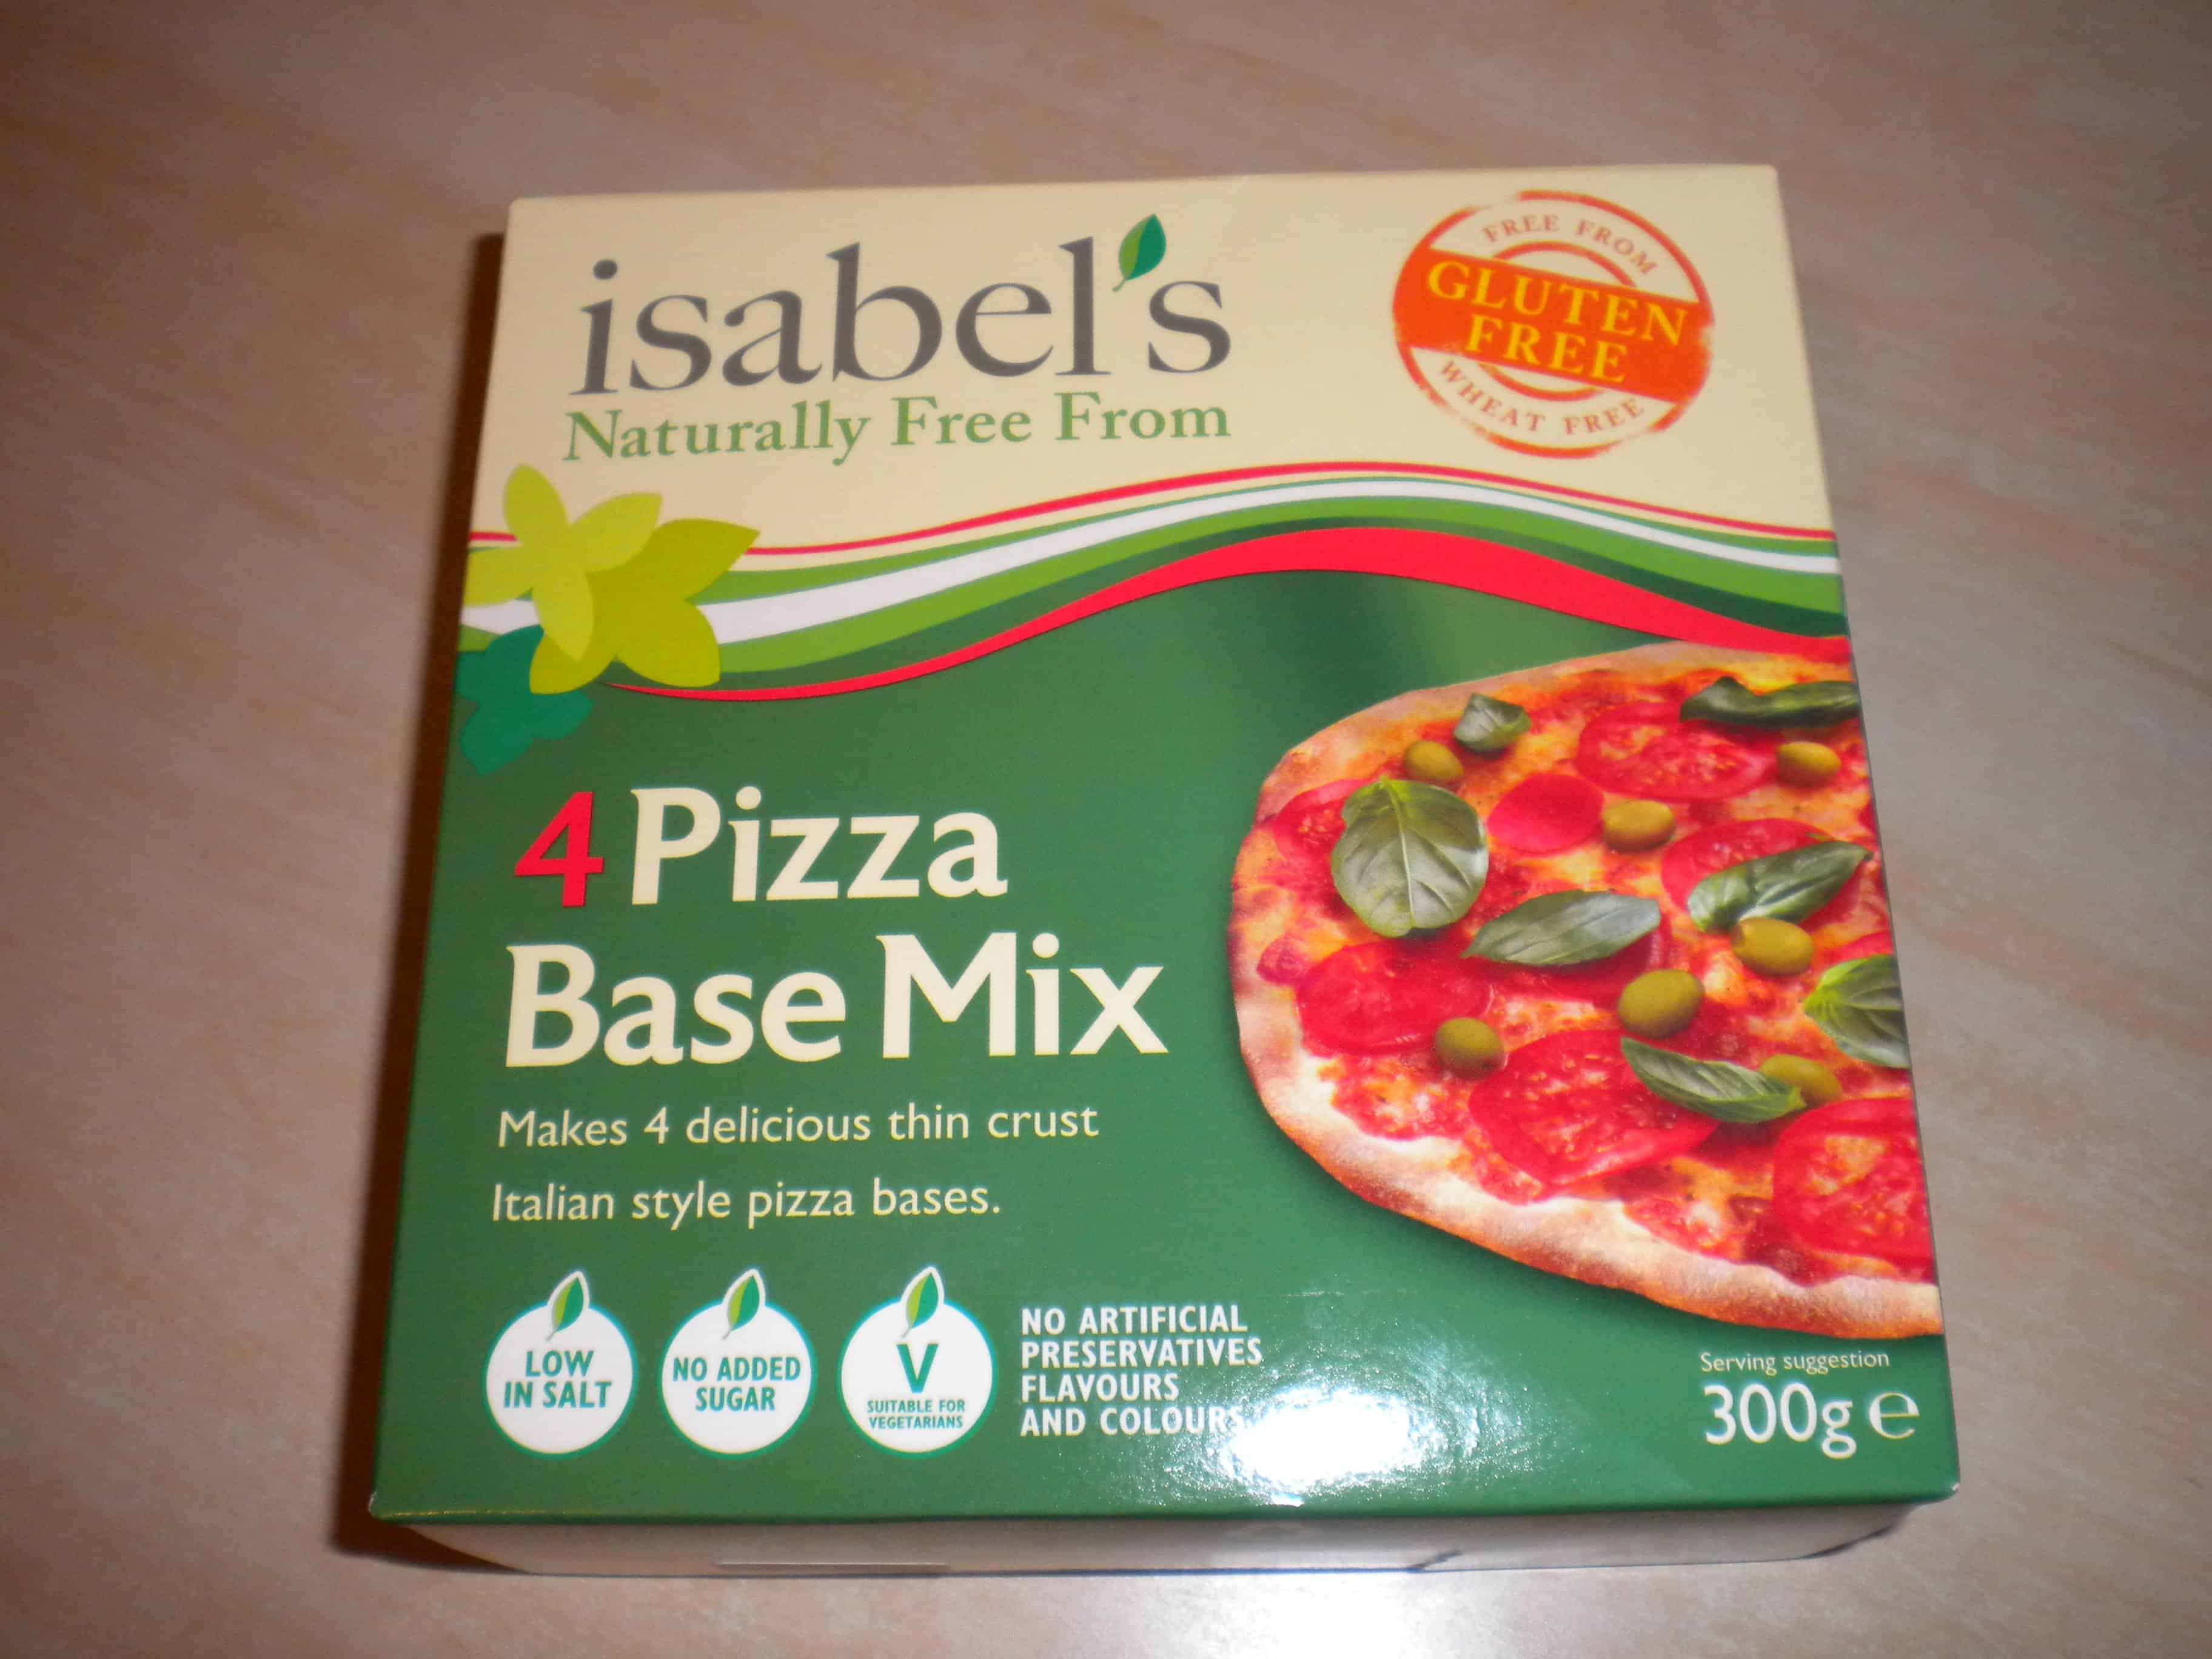 isabel's
Naturally Free From
FREE FROM
GLUTEN
FREE
WHEAT FREE
4 Pizza
Base Mix
Makes 4 delicious thin crust
Italian style pizza bases.
LOW
IN SALT
NO ADDED
SUGAR
V
SUITABLE FOR
VEGETARIANS
NO ARTIFICIAL
PRESERVATIVES
FLAVOURS
AND COLOURS
Serving suggestion
300g ℮